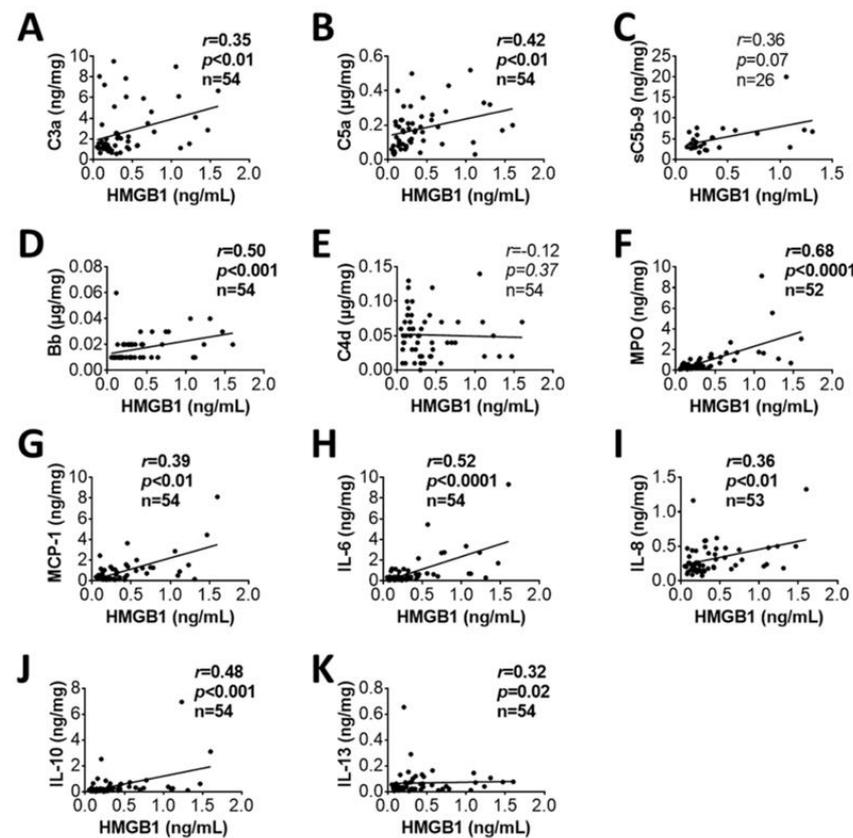 A
r=0.35
p<0.01
n=54
C3a (ng/mg)
10
8
6
4
2
0
0.0 0.5 1.0 1.5 2.0
HMGB1 (ng/mL)
B
r=0.42
p<0.01
n=54
C5a (µg/mg)
0.6
0.4
0.2
0.0
0.0 0.5 1.0 1.5 2.0
HMGB1 (ng/mL)
C
r=0.36
p=0.07
n=26
sC5b-9 (ng/mg)
25
20
15
10
5
0
0.0 0.5 1.0 1.5
HMGB1 (ng/mL)
D
r=0.50
p<0.001
n=54
Bb (µg/mg)
0.08
0.06
0.04
0.02
0.00
0.0 0.5 1.0 1.5 2.0
HMGB1 (ng/mL)
E
r=-0.12
p=0.37
n=54
C4d (µg/mg)
0.15
0.10
0.05
0.00
0.0 0.5 1.0 1.5 2.0
HMGB1 (ng/mL)
F
r=0.68
p<0.0001
n=52
MPO (ng/mg)
10
8
6
4
2
0
0.0 0.5 1.0 1.5 2.0
HMGB1 (ng/mL)
G
r=0.39
p<0.01
n=54
MCP-1 (ng/mg)
10
8
6
4
2
0
0.0 0.5 1.0 1.5 2.0
HMGB1 (ng/mL)
H
r=0.52
p<0.0001
n=54
IL-6 (ng/mg)
10
8
6
4
2
0
0.0 0.5 1.0 1.5 2.0
HMGB1 (ng/mL)
I
r=0.36
p<0.01
n=53
IL-8 (ng/mg)
1.5
1.0
0.5
0.0
0.0 0.5 1.0 1.5 2.0
HMGB1 (ng/mL)
J
r=0.48
p<0.001
n=54
IL-10 (ng/mg)
8
6
4
2
0
0.0 0.5 1.0 1.5 2.0
HMGB1 (ng/mL)
K
r=0.32
p=0.02
n=54
IL-13 (ng/mg)
0.8
0.6
0.4
0.2
0.0
0.0 0.5 1.0 1.5 2.0
HMGB1 (ng/mL)